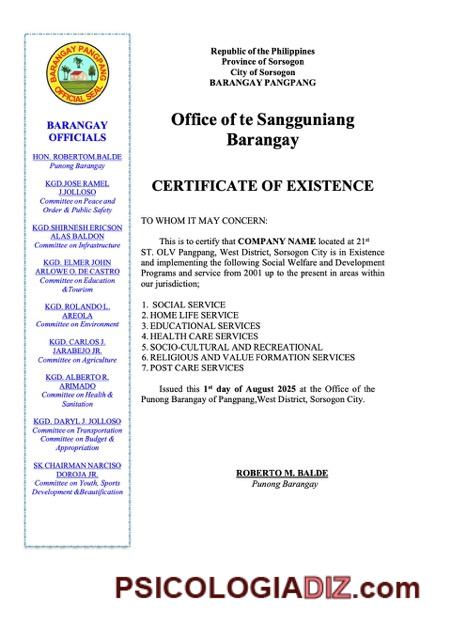 BARANGAY PANGPANG
OFFICIAL SEAL
BARANGAY
OFFICIALS
HON. ROBERTOM.BALDE
Punong Barangay
KGD.JOSE RAMEL
J.JOLLOSO
Committee on Peace and
Order & Public Safety
KGD.SHIRNESH ERICSON
ALAS BALDON
Committee on Infrastructure
KGD. ELMER JOHN
ARLOWE O. DE CASTRO
Committee on Education
&Tourism
KGD. ROLANDO L.
AREOLA
Committee on Environment
KGD. CARLOS J.
JARABEJO JR.
Committee on Agriculture
KGD. ALBERTO R.
ARIMADO
Committee on Health &
Sanitation
KGD. DARYL J. JOLLOSO
Committee on Transportation
Committee on Budget &
Appropriation
SK CHAIRMAN NARCISO
DOROJA JR.
Committee on Youth, Sports
Development &Beautification
Republic of the Philippines
Province of Sorsogon
City of Sorsogon
BARANGAY PANGPANG
Office of te Sangguniang
Barangay
CERTIFICATE OF EXISTENCE
TO WHOM IT MAY CONCERN:
This is to certify that COMPANY NAME located at 21st
ST. OLV Pangpang, West District, Sorsogon City is in Existence
and implementing the following Social Welfare and Development
Programs and service from 2001 up to the present in areas within
our jurisdiction;
1. SOCIAL SERVICE
2. HOME LIFE SERVICE
3. EDUCATIONAL SERVICES
4. HEALTH CARE SERVICES
5. SOCIO-CULTURAL AND RECREATIONAL
6. RELIGIOUS AND VALUE FORMATION SERVICES
7. POST CARE SERVICES
Issued this 1st day of August 2025 at the Office of the
Punong Barangay of Pangpang,West District, Sorsogon City.
ROBERTO M. BALDE
Punong Barangay
PSICOLOGIADIZ.com